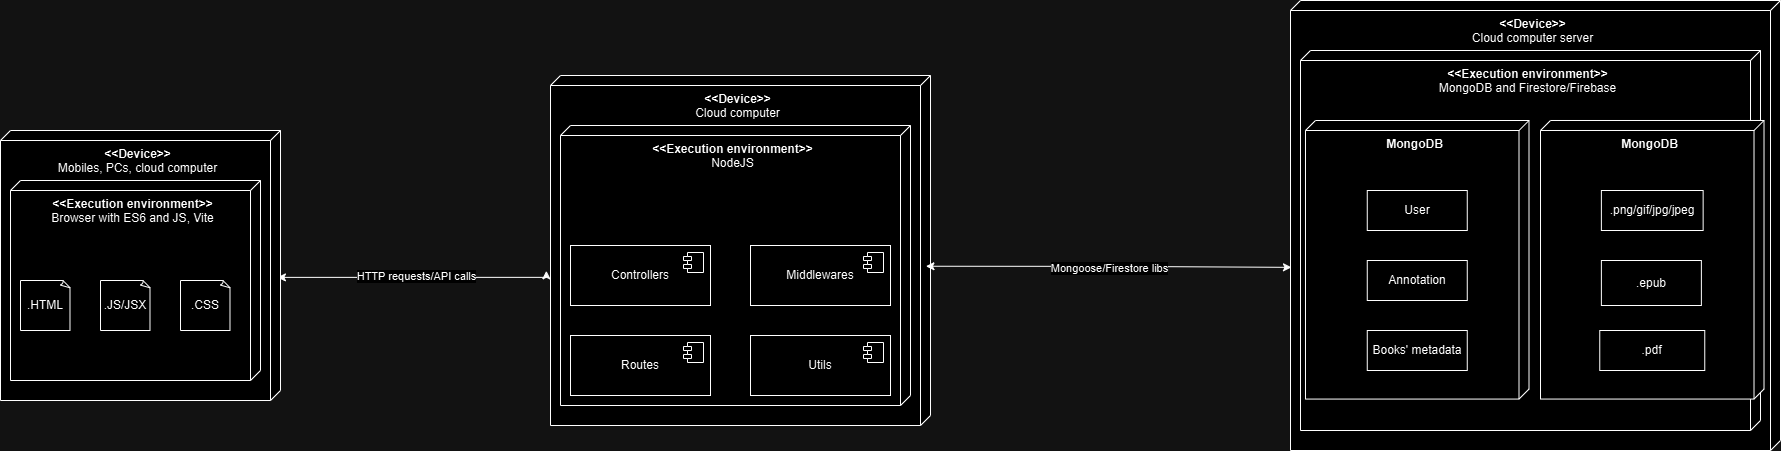 <<Device>>
Mobiles, PCs, cloud computer
<<Execution environment>>
Browser with ES6 and JS, Vite
.HTML
.JS/JSX
.CSS
HTTP requests/API calls
<<Device>>
Cloud computer
<<Execution environment>>
NodeJS
Controllers
Middlewares
Routes
Utils
Mongoose/Firestore libs
<<Device>>
Cloud computer server
<<Execution environment>>
MongoDB and Firestore/Firebase
MongoDB
User
Annotation
Books' metadata
MongoDB
.png/gif/jpg/jpeg
.epub
.pdf